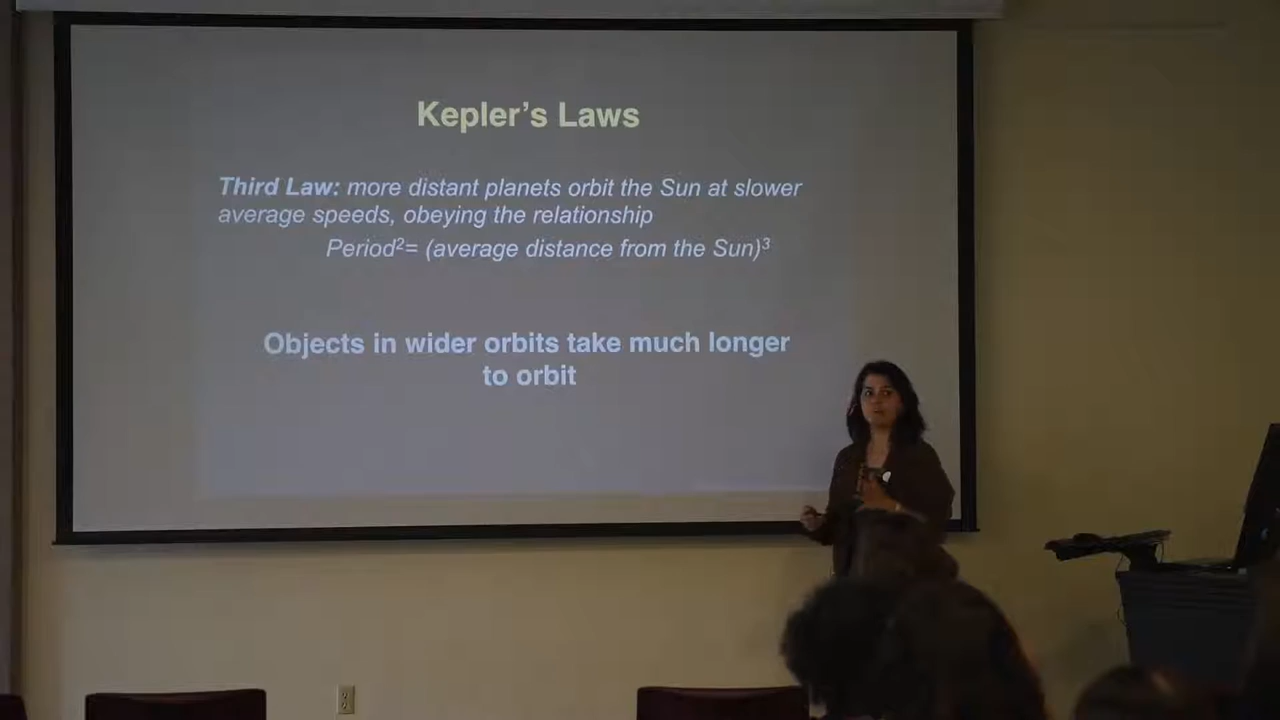 Kepler's Laws
Third Law: more distant planets orbit the Sun at slower
average speeds, obeying the relationship
Period²= (average distance from the Sun)³
Objects in wider orbits take much longer
to orbit